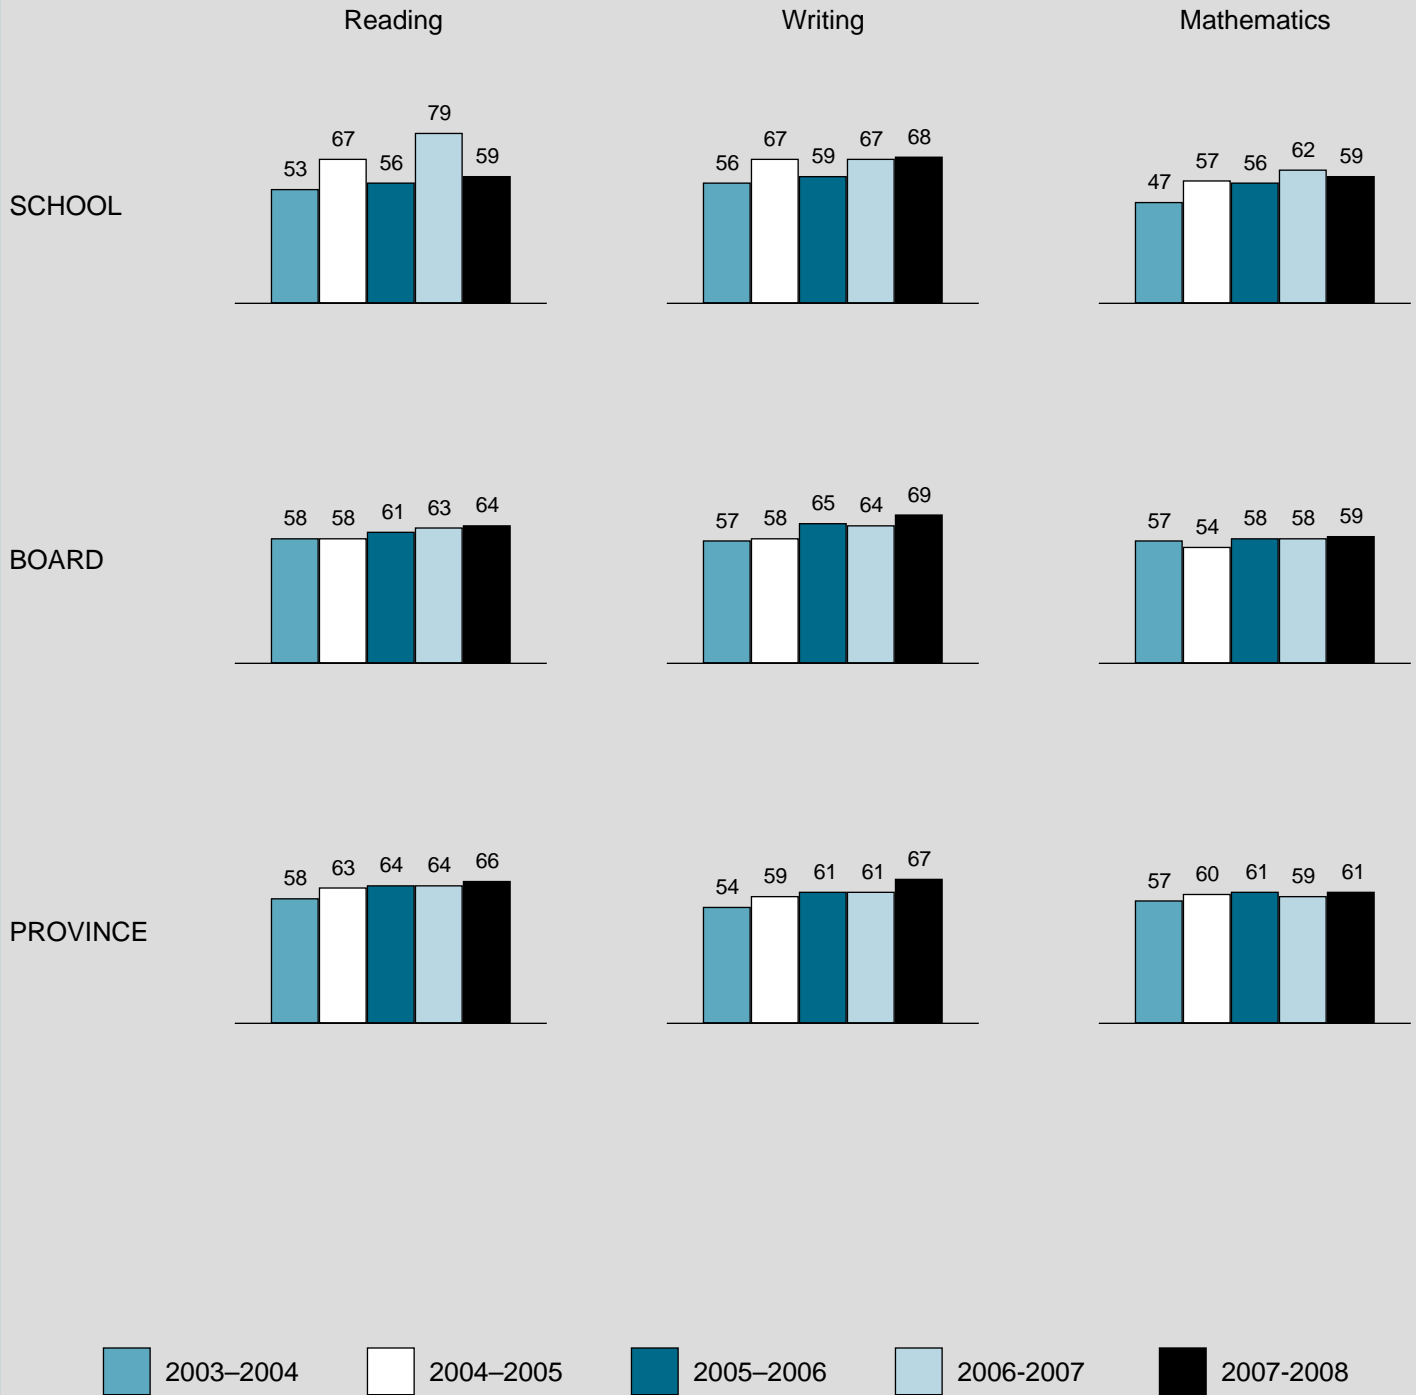 Reading Writing Mathematics
SCHOOL
53 67 56 79 59
56 67 59 67 68
47 57 56 62 59
BOARD
58 58 61 63 64
57 58 65 64 69
57 54 58 58 59
PROVINCE
58 63 64 64 66
54 59 61 61 67
57 60 61 59 61
2003–2004 2004–2005 2005–2006 2006-2007 2007-2008